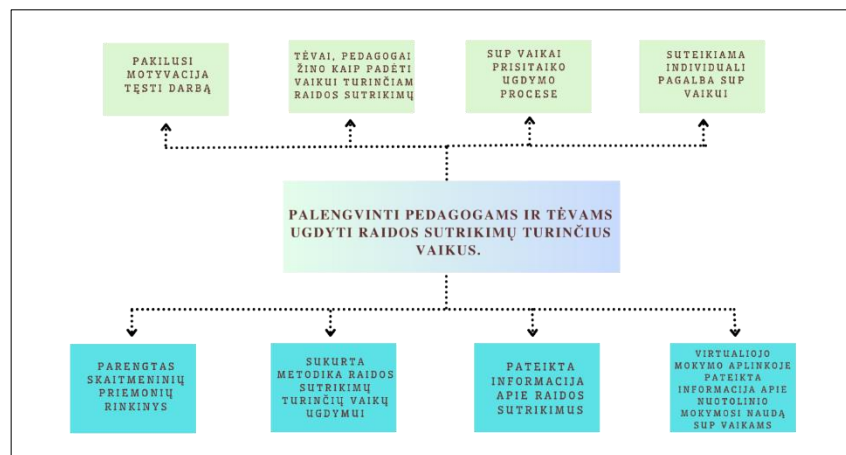 PAKILUSI
MOTYVACIJA
TĘSTI DARBĄ
TĖVAI, PEDAGOGAI
ŽINO KAIP PADĖTI
VAIKUI TURINČIAM
RAIDOS SUTRIKIMŲ
SUP VAIKAI
PRISITAIKO
UGDYMO
PROCESE
SUTEIKIAMA
INDIVIDUALI
PAGALBA SUP
VAIKUI
PALENGVINTI PEDAGOGAMS IR TĖVAMS
UGDYTI RAIDOS SUTRIKIMŲ TURINČIUS
VAIKUS.
PARENGTAS
SKAITMENINIŲ
PRIEMONIŲ
RINKINYS
SUKURTA
METODIKA RAIDOS
SUTRIKIMŲ
TURINČIŲ VAIKŲ
UGDYMUI
PATEIKTA
INFORMACIJA
APIE RAIDOS
SUTRIKIMUS
VIRTUALIOJO
MOKYMO APLINKOJE
PATEIKTA
INFORMACIJA APIE
NUOTOLINIO
MOKYMOSI NAUDĄ
SUP VAIKAMS